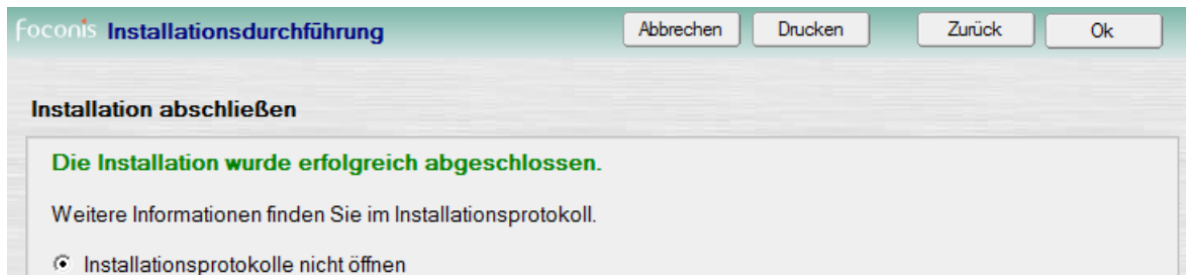 Foconis Installationsdurchführung Abbrechen Drucken Zurück Ok
Installation abschließen
Die Installation wurde erfolgreich abgeschlossen.
Weitere Informationen finden Sie im Installationsprotokoll.
Installationsprotokolle nicht öffnen